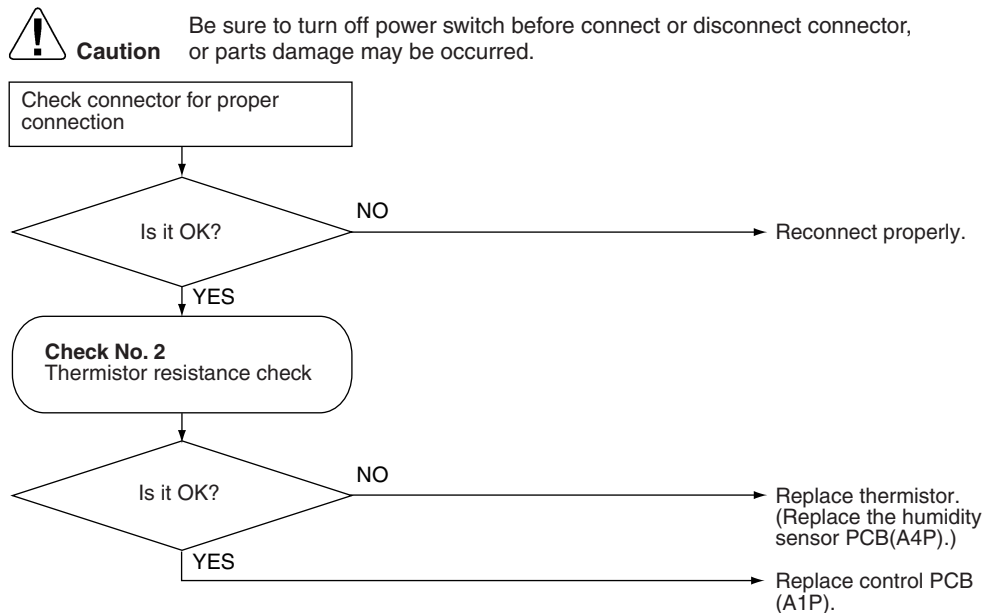 Be sure to turn off power switch before connect or disconnect connector,
Caution or parts damage may be occurred.
Check connector for proper
connection
Is it OK?
NO
Reconnect properly.
YES
Check No. 2
Thermistor resistance check
Is it OK?
NO
Replace thermistor.
(Replace the humidity
sensor PCB(A4P).)
YES
Replace control PCB
(A1P).